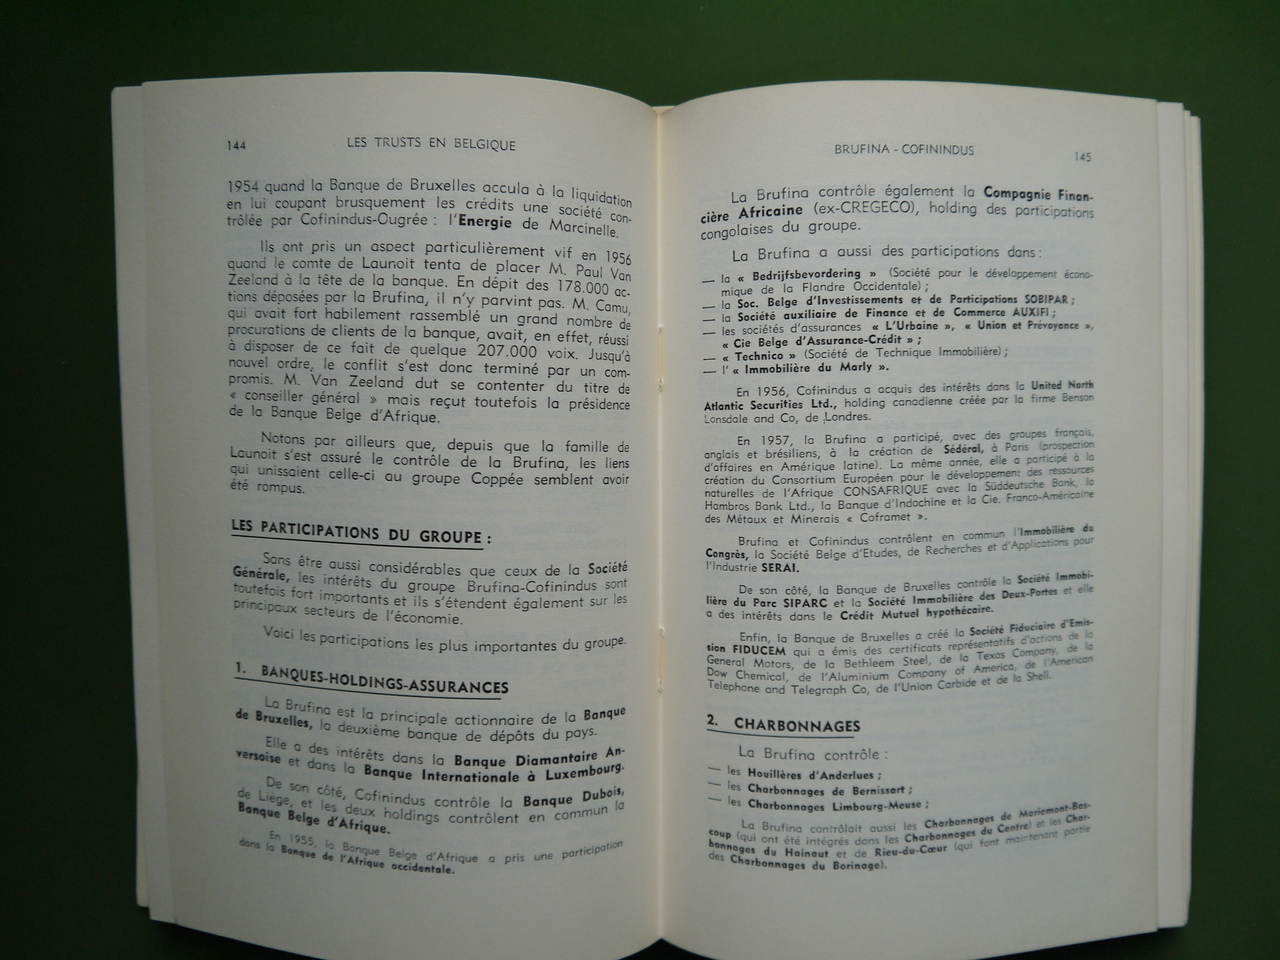 144
LES TRUSTS EN BELGIQUE
1954 quand la Banque de Bruxelles accula à la liquidation
en lui coupant brusquement les crédits une société con-
trôlée par Cofinindus-Ougrée : l'Energie de Marcinelle.
Ils ont pris un aspect particulièrement vif en 1956
quand le comte de Launoit tenta de placer M. Paul Van
Zeeland à la tête de la banque. En dépit des 178.000 ac-
tions déposées par la Brufina, il n'y parvint pas. M. Camu,
qui avait fort habilement rassemblé un grand nombre de
procurations de clients de la banque, avait, en effet, réussi
à disposer de ce fait de quelque 207.000 voix. Jusqu'à
nouvel ordre, le conflit s'est donc terminé par un com-
promis. M. Van Zeeland dut se contenter du titre de
« conseiller général » mais reçut toutefois la présidence
de la Banque Belge d'Afrique.
Notons par ailleurs que, depuis que la famille de
Launoit s'est assuré le contrôle de la Brufina, les liens
qui unissaient celle-ci au groupe Coppée semblent avoir
été rompus.
LES PARTICIPATIONS DU GROUPE :
Sans être aussi considérables que ceux de la Société
Générale, les intérêts du groupe Brufina-Cofinindus sont
toutefois fort importants et ils s'étendent également sur les
principaux secteurs de l'économie.
Voici les participations les plus importantes du groupe.
1. BANQUES-HOLDINGS-ASSURANCES
La Brufina est la principale actionnaire de la Banque
de Bruxelles, la deuxième banque de dépôts du pays.
Elle a des intérêts dans la Banque Diamantaire An-
versoise et dans la Banque Internationale à Luxembourg.
De son côté, Cofinindus contrôle la Banque Dubois,
de Liége, et les deux holdings contrôlent en commun la
Banque Belge d'Afrique.
En 1955, la Banque Belge d'Afrique a pris une participation
dans la Banque de l'Afrique occidentale.
BRUFINA - COFININDUS
145
La Brufina contrôle également la Compagnie Finan-
cière Africaine (ex-CREGECO), holding des participations
congolaises du groupe.
La Brufina a aussi des participations dans :
— la « Bedrijfsbevordering » (Société pour le développement écono-
mique de la Flandre Occidentale) ;
— la Soc. Belge d'Investissements et de Participations SOBIPAR ;
— la Société auxiliaire de Finance et de Commerce AUXIFI ;
— les sociétés d'assurances « L'Urbaine », « Union et Prévoyance »,
« Cie Belge d'Assurance-Crédit » ;
— « Technico » (Société de Technique Immobilière) ;
— l' « Immobilière du Marly ».
En 1956, Cofinindus a acquis des intérêts dans la United North
Atlantic Securities Ltd., holding canadienne créée par la firme Benson
Lonsdale and Co, de Londres.
En 1957, la Brufina a participé, avec des groupes français,
anglais et brésiliens, à la création de Sédéral, à Paris (prospection
d'affaires en Amérique latine). La même année, elle a participé à la
création du Consortium Européen pour le développement des ressources
naturelles de l'Afrique CONSAFRIQUE avec la Süddeutsche Bank, la
Hambros Bank Ltd., la Banque d'Indochine et la Cie. Franco-Américaine
des Métaux et Minerais « Coframet ».
Brufina et Cofinindus contrôlent en commun l'Immobilière du
Congrès, la Société Belge d'Etudes, de Recherches et d'Applications pour
l'Industrie SERAI.
De son côté, la Banque de Bruxelles contrôle la Société Immobi-
lière du Parc SIPARC et la Société Immobilière des Deux-Portes et elle
a des intérêts dans le Crédit Mutuel hypothécaire.
Enfin, la Banque de Bruxelles a créé la Société Fiduciaire d'Emis-
sion FIDUCEM qui a émis des certificats représentatifs d'actions de la
General Motors, de la Bethleem Steel, de la Texas Company, de la
Dow Chemical, de l'Aluminium Company of America, de l'American
Telephone and Telegraph Co, de l'Union Carbide et de la Shell.
2. CHARBONNAGES
La Brufina contrôle :
— les Houillères d'Anderlues ;
— les Charbonnages de Bernissart ;
— les Charbonnages Limbourg-Meuse ;
La Brufina contrôlait aussi les Charbonnages de Mariemont-Bas-
coup (qui ont été intégrés dans les Charbonnages du Centre) et les Char-
bonnages du Hainaut et de Rieu-du-Cœur (qui font maintenant partie
des Charbonnages du Borinage).